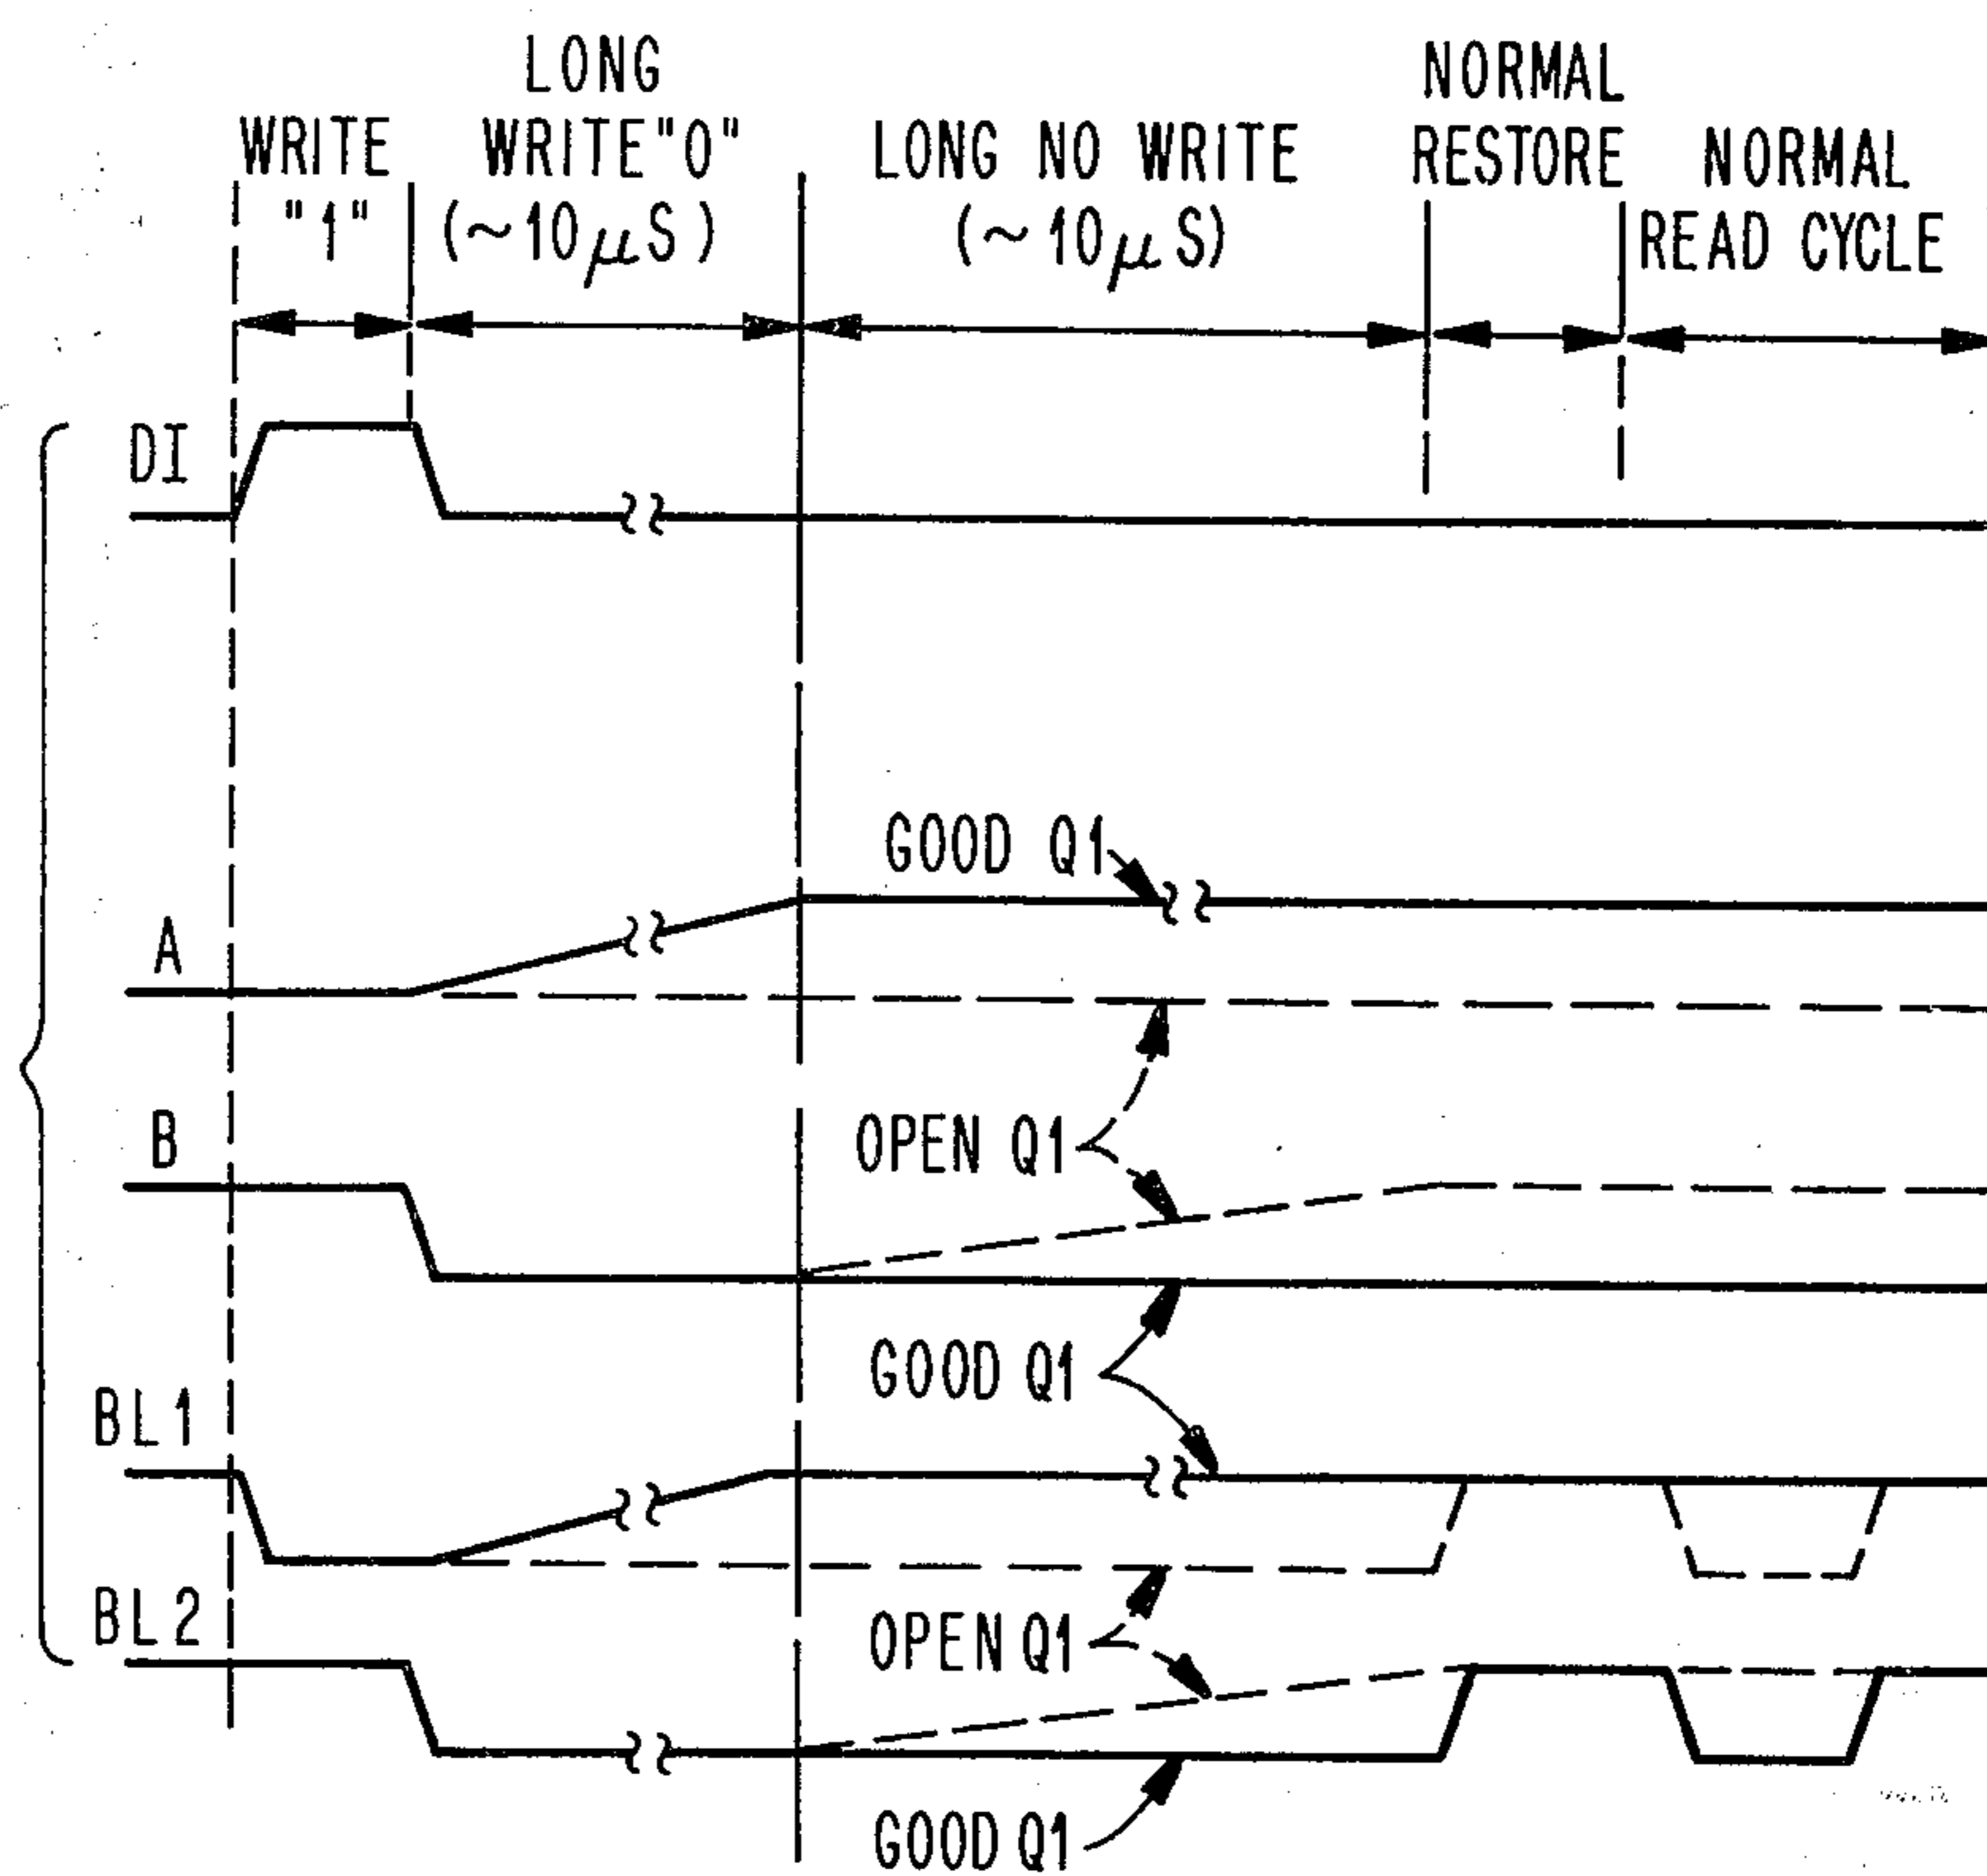 WRITE
"1"
LONG
WRITE "0"
(~10μS)
LONG NO WRITE
(~10μS)
NORMAL
RESTORE
NORMAL
READ CYCLE
DI
GOOD Q1
A
OPEN Q1
B
GOOD Q1
BL1
OPEN Q1
BL2
GOOD Q1